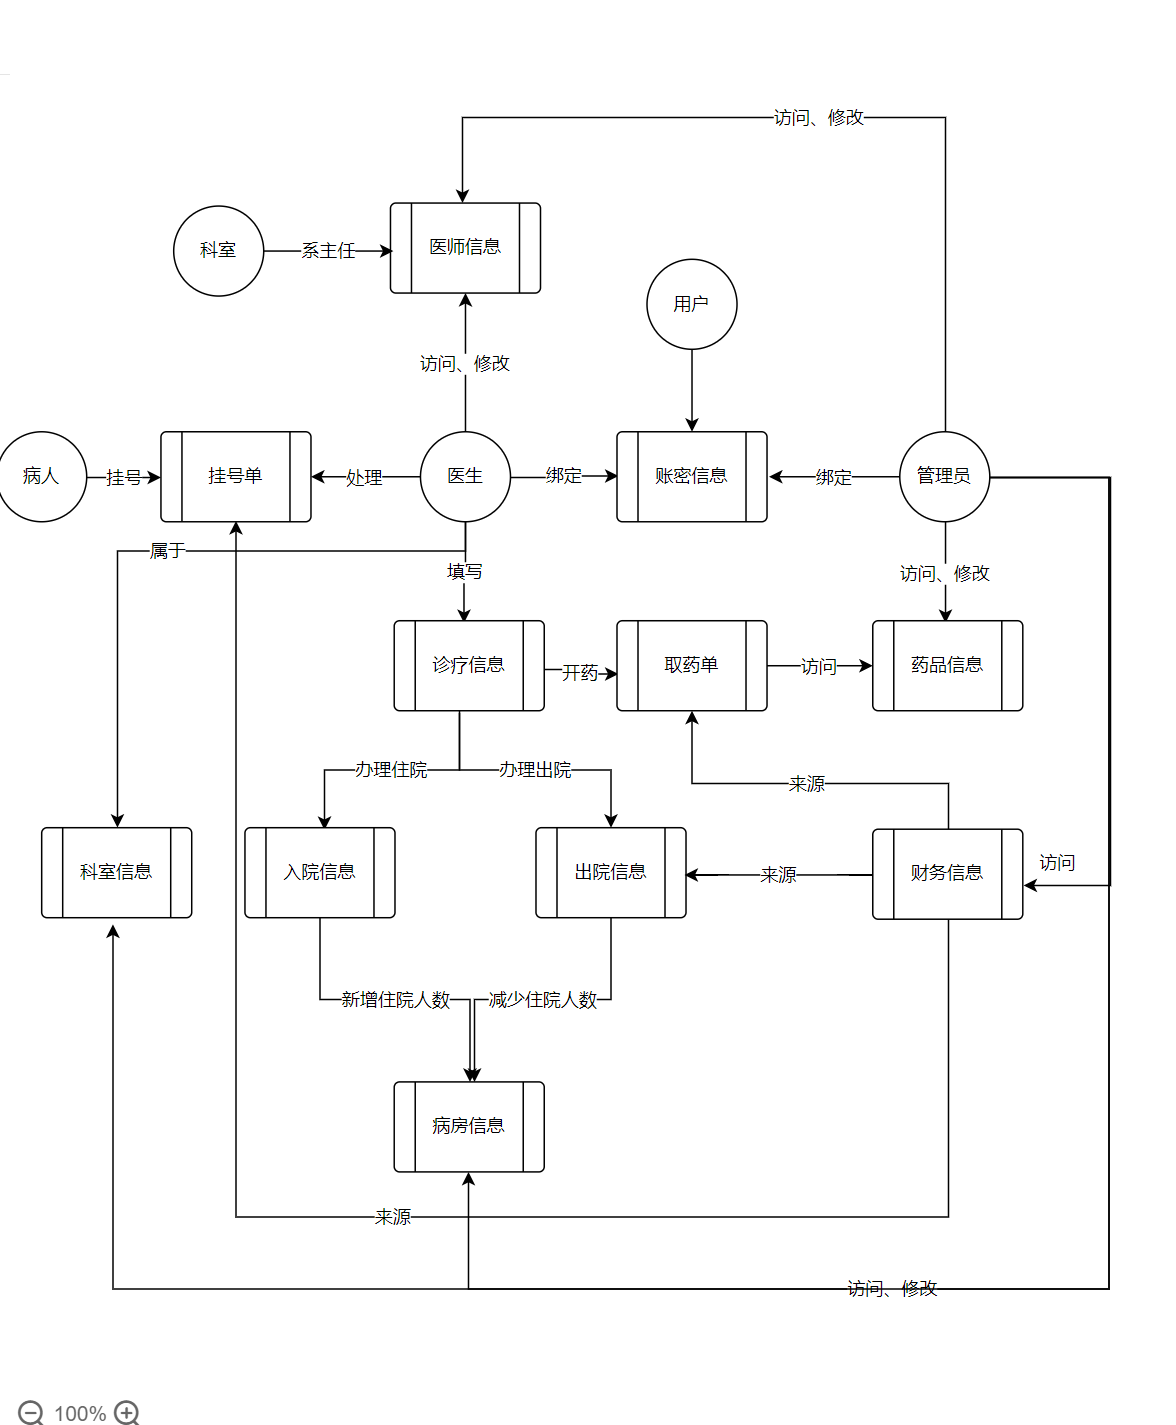 访问、修改
科室
系主任
医师信息
用户
访问、修改
病人
挂号
挂号单
处理
医生
绑定
账密信息
绑定
管理员
属于
填写
访问、修改
诊疗信息
开药
取药单
访问
药品信息
办理住院
办理出院
来源
访问
科室信息
入院信息
出院信息
来源
财务信息
新增住院人数
减少住院人数
病房信息
来源
访问、修改
100%